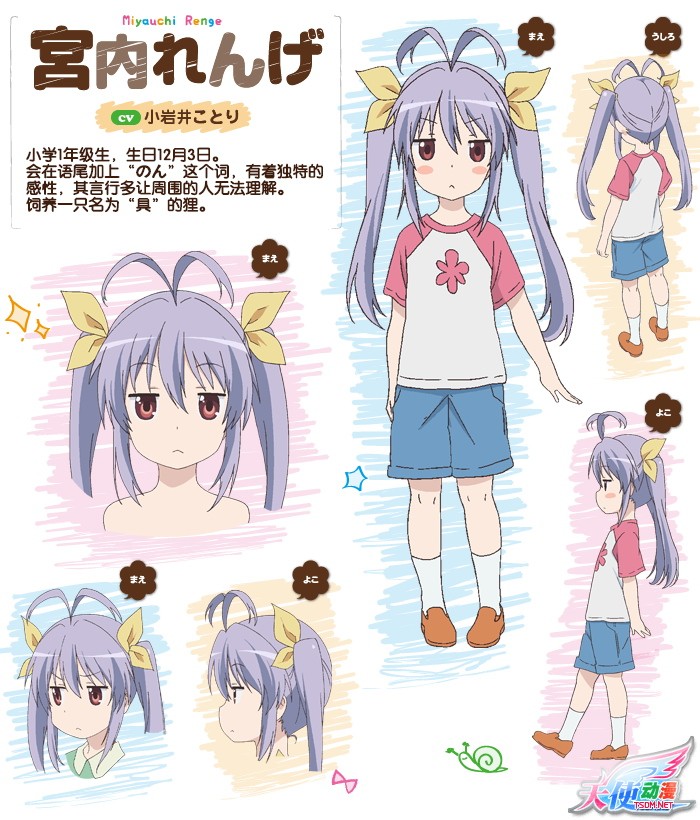 Miyauchi Renge
宮内れんげ
cv 小岩井ことり
小学1年级生，生日12月3日。
会在语尾加上“のん”这个词，有着独特的
感性，其言行多让周围的人无法理解。
饲养一只名为“具”的狸。
まえ
うしろ
まえ
よこ
まえ
よこ
天使动漫
TSDM.NET